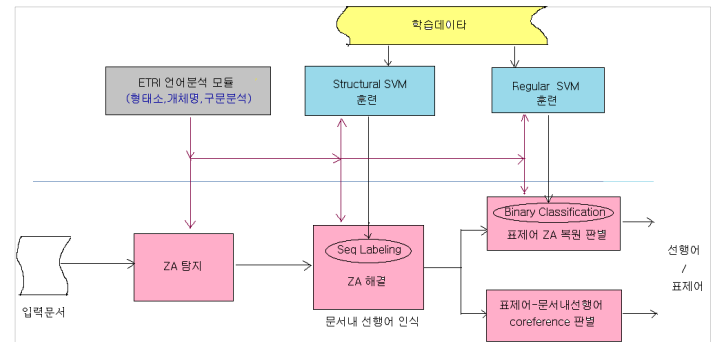 학습데이타
ETRI 언어분석 모듈
(형태소,개체명,구문분석)
Structural SVM
훈련
Regular SVM
훈련
Binary Classification
표제어 ZA 복원 판별
Seq Labeling
ZA 탐지
ZA 해결
선행어
/
표제어
입력문서
문서내 선행어 인식
표제어-문서내선행어
coreference 판별